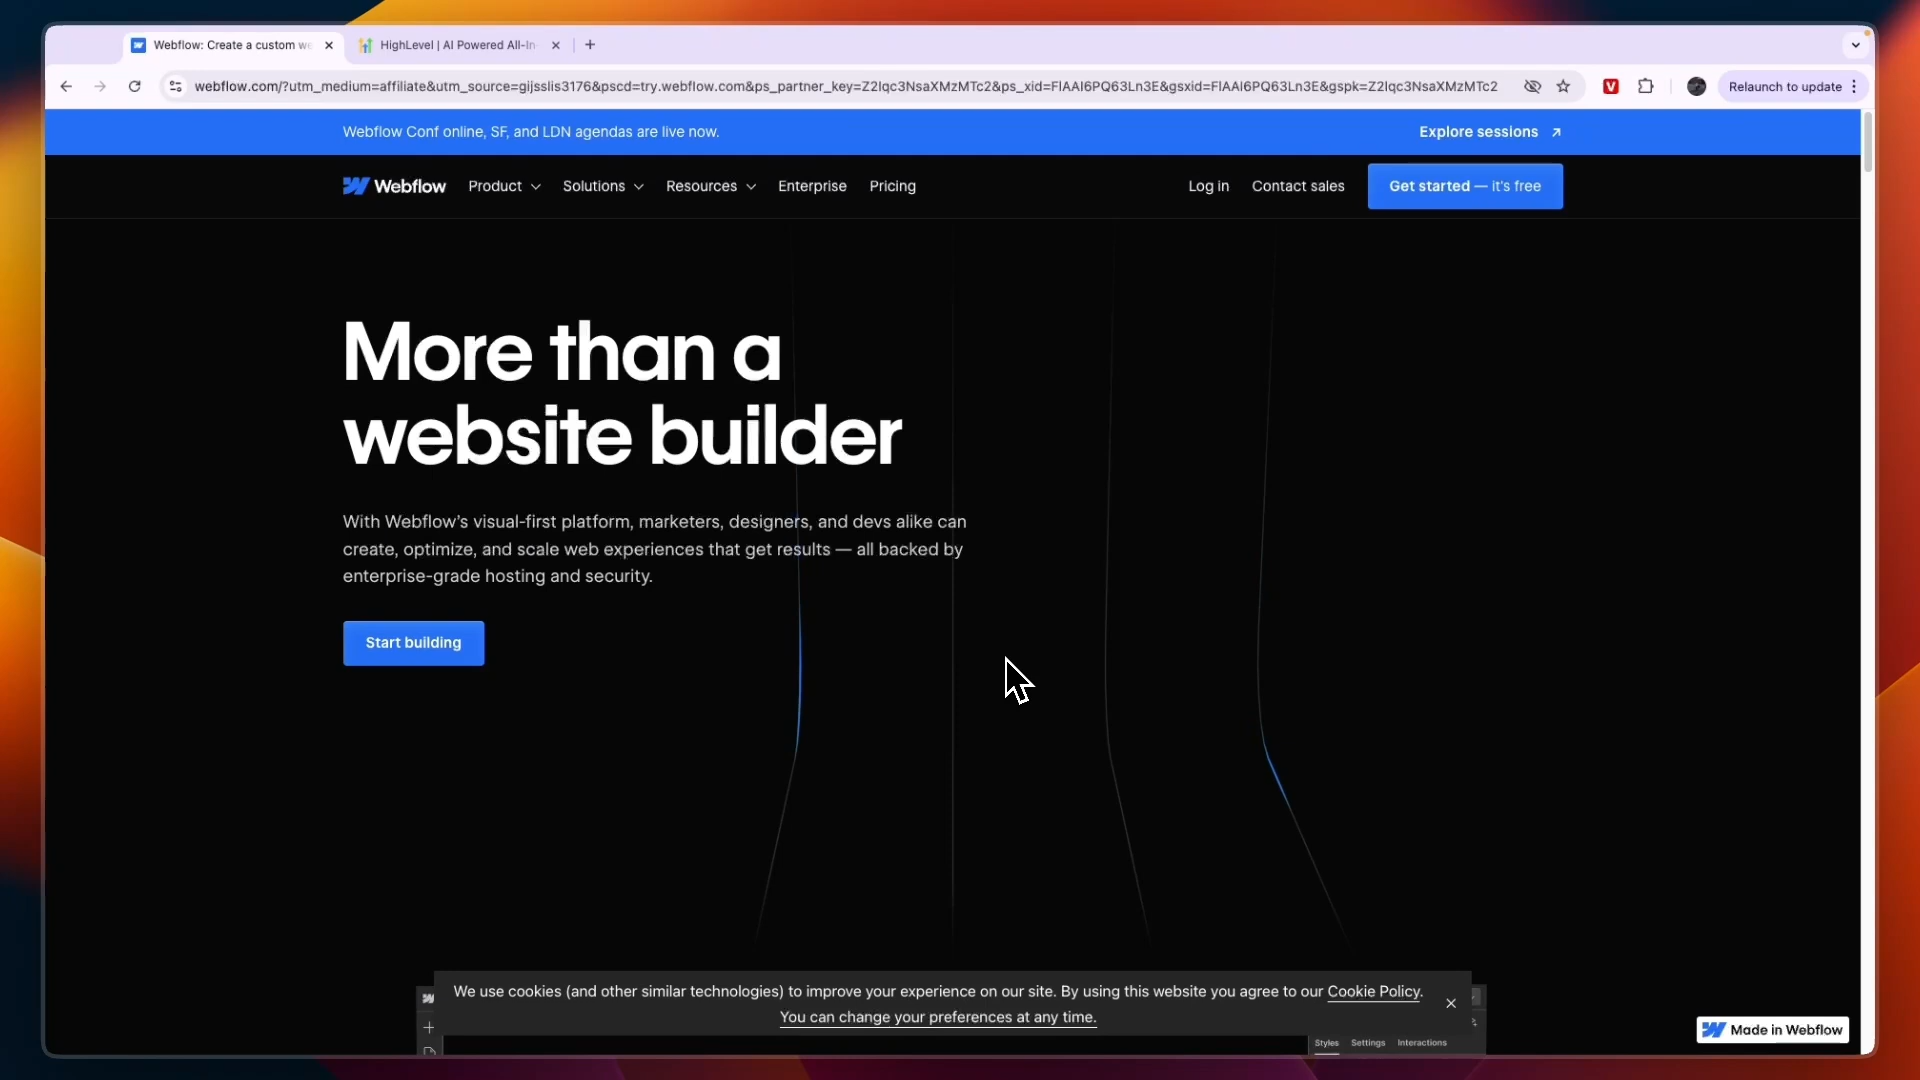 Webflow: Create a custom we
HighLevel | AI Powered All-In-
webflow.com/?utm_medium=affiliate&utm_source=gijsslis3176&pscd=try.webflow.com&ps_partner_key=Z2lqc3NsaXMzMTc2&ps_xid=FlAAI6PQ63Ln3E&gsxid=FlAAI6PQ63Ln3E&gspk=Z2lqc3NsaXMzMTc2
Relaunch to update
Webflow Conf online, SF, and LDN agendas are live now.
Explore sessions
Webflow
Product
Solutions
Resources
Enterprise
Pricing
Log in
Contact sales
Get started — it's free
More than a
website builder
With Webflow's visual-first platform, marketers, designers, and devs alike can
create, optimize, and scale web experiences that get results — all backed by
enterprise-grade hosting and security.
Start building
We use cookies (and other similar technologies) to improve your experience on our site. By using this website you agree to our Cookie Policy.
You can change your preferences at any time.
Made in Webflow
Styles
Settings
Interactions